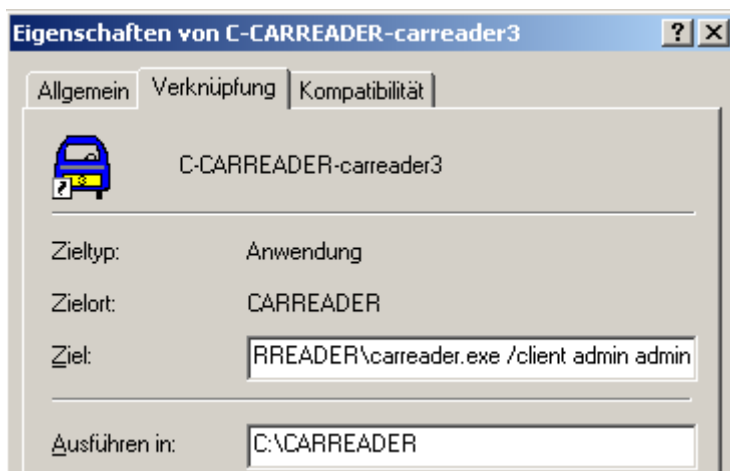 Eigenschaften von C-CARREADER-carreader3
Allgemein Verknüpfung Kompatibilität
C-CARREADER-carreader3
Zieltyp: Anwendung
Zielort: CARREADER
Ziel: RREADER\carreader.exe /client admin admin
Ausführen in: C:\CARREADER